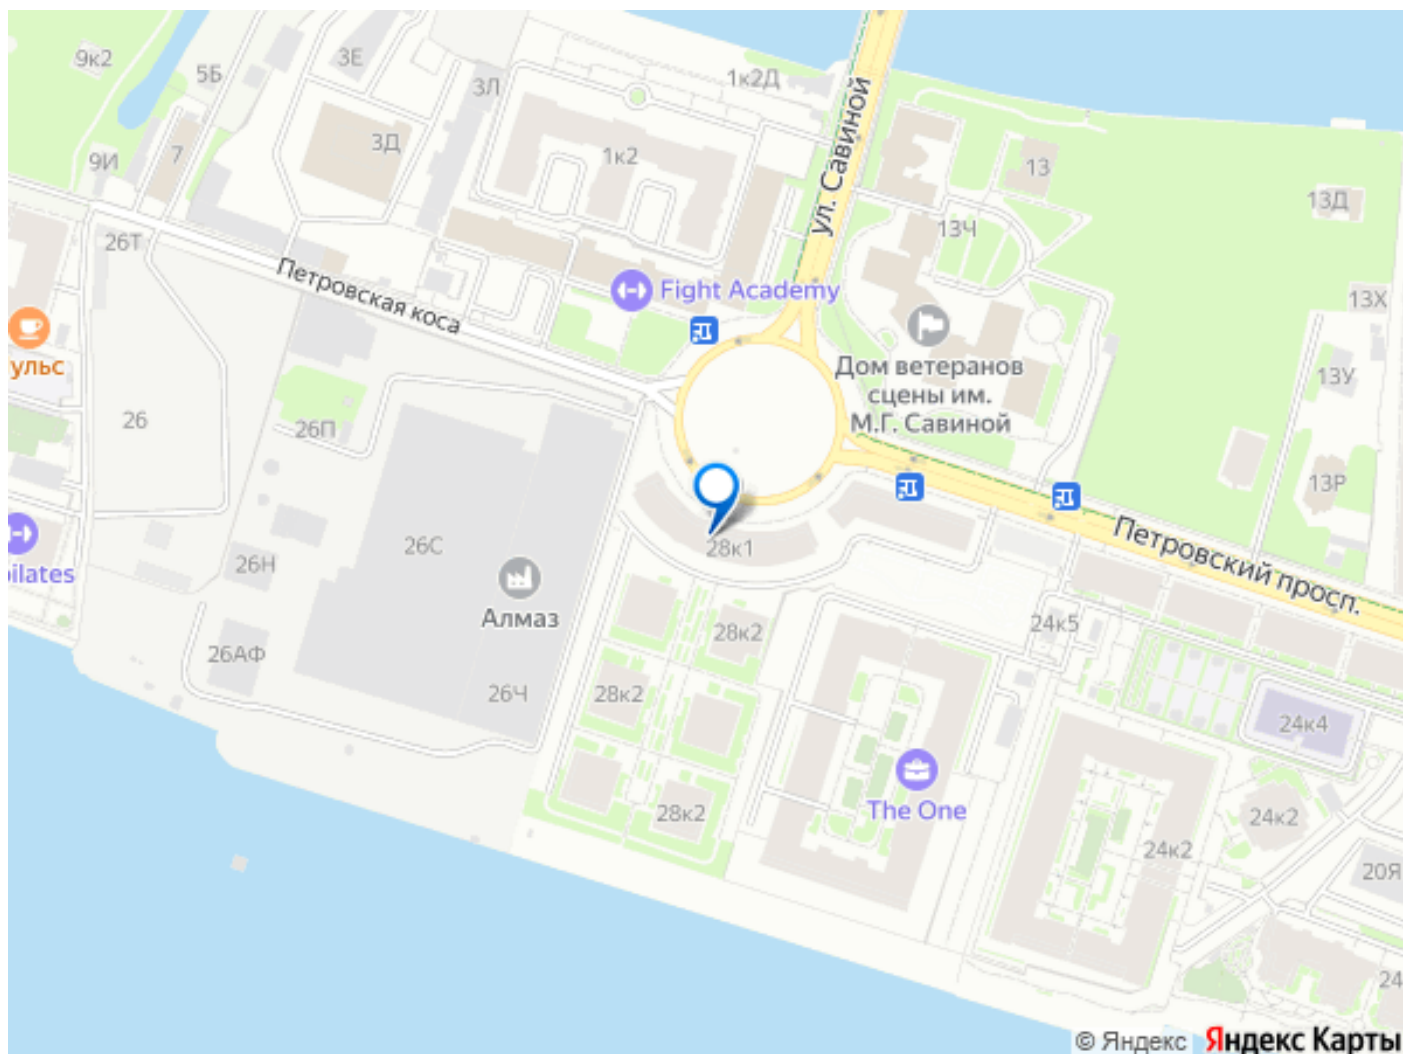 9к2
5Б
3Е
3Л
1к2Д
9И
7
3Д
1к2
ул. Савиной
13
13Д
13Ч
26Т
Петровская коса
Fight Academy
13Х
ульс
Дом ветеранов
сцены им.
М.Г. Савиной
13У
26
26П
13Р
28к1
26С
26Н
Петровский просп.
pilates
Алмаз
24к5
28к2
26АФ
28к2
26Ч
24к4
The One
28к2
24к2
24к2
20Я
24
© Яндекс Яндекс Карты